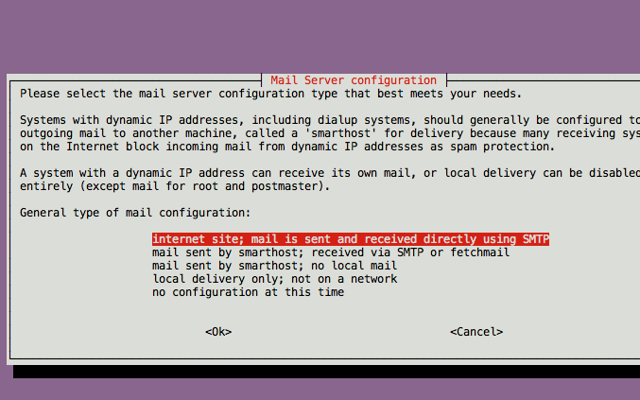 Mail Server configuration
Please select the mail server configuration type that best meets your needs.
Systems with dynamic IP addresses, including dialup systems, should generally be configured to
outgoing mail to another machine, called a 'smarthost' for delivery because many receiving sys
on the Internet block incoming mail from dynamic IP addresses as spam protection.
A system with a dynamic IP address can receive its own mail, or local delivery can be disabled
entirely (except mail for root and postmaster).
General type of mail configuration:
internet site; mail is sent and received directly using SMTP
mail sent by smarthost; received via SMTP or fetchmail
mail sent by smarthost; no local mail
local delivery only; not on a network
no configuration at this time
<Ok> <Cancel>